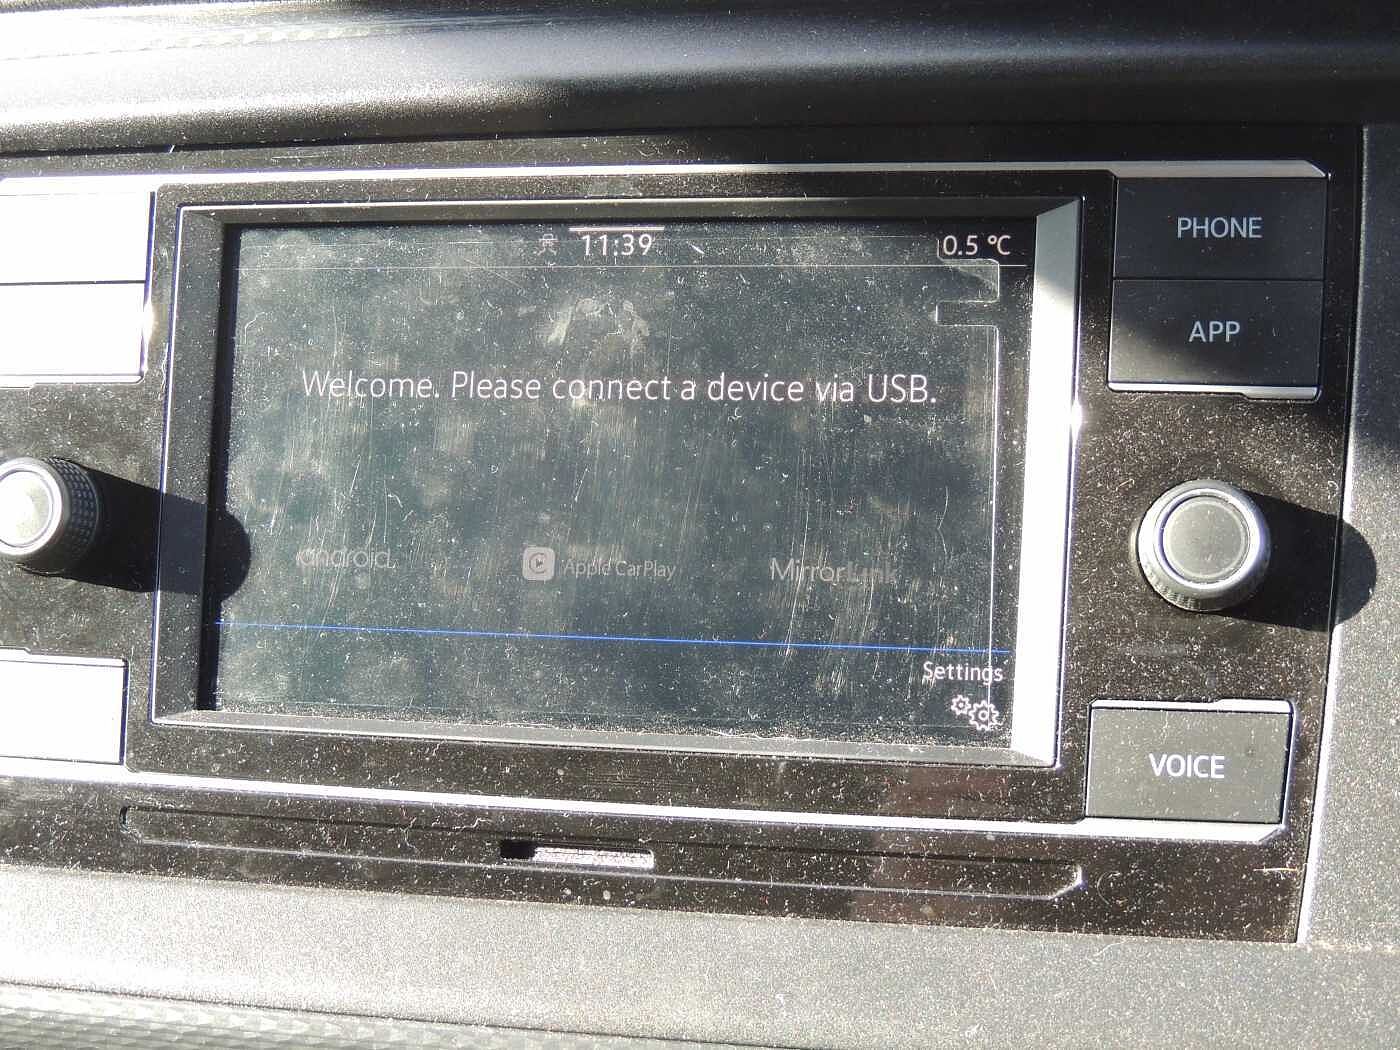 11:39
0.5 °C
PHONE
APP
Welcome. Please connect a device via USB.
android
Apple CarPlay
MirrorLink
Settings
VOICE